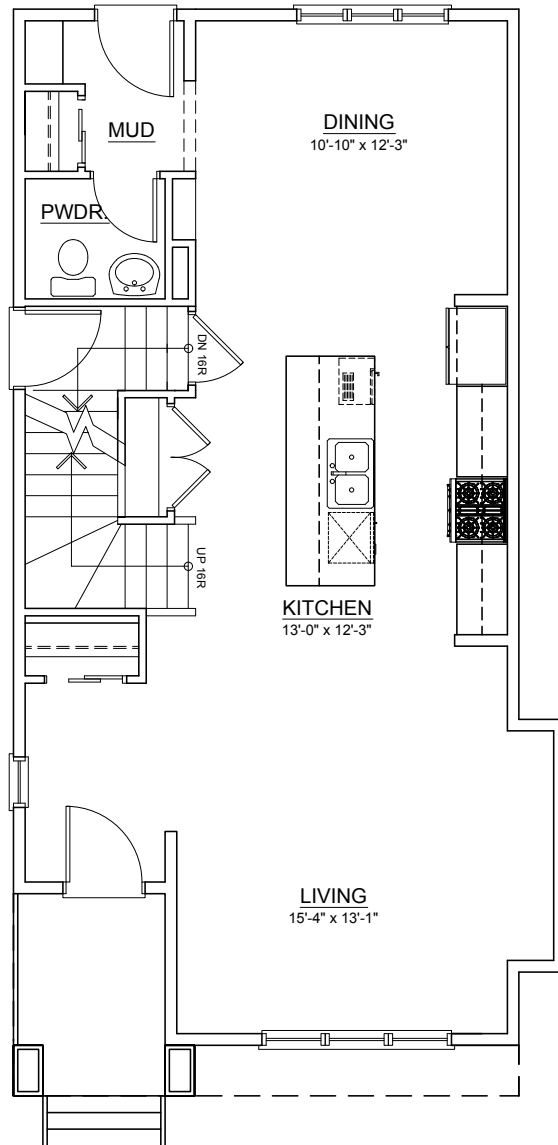 MUD
DINING
10'-10" x 12'-3"
PWDR.
DN 16R
UP 16R
KITCHEN
13'-0" x 12'-3"
LIVING
15'-4" x 13'-1"